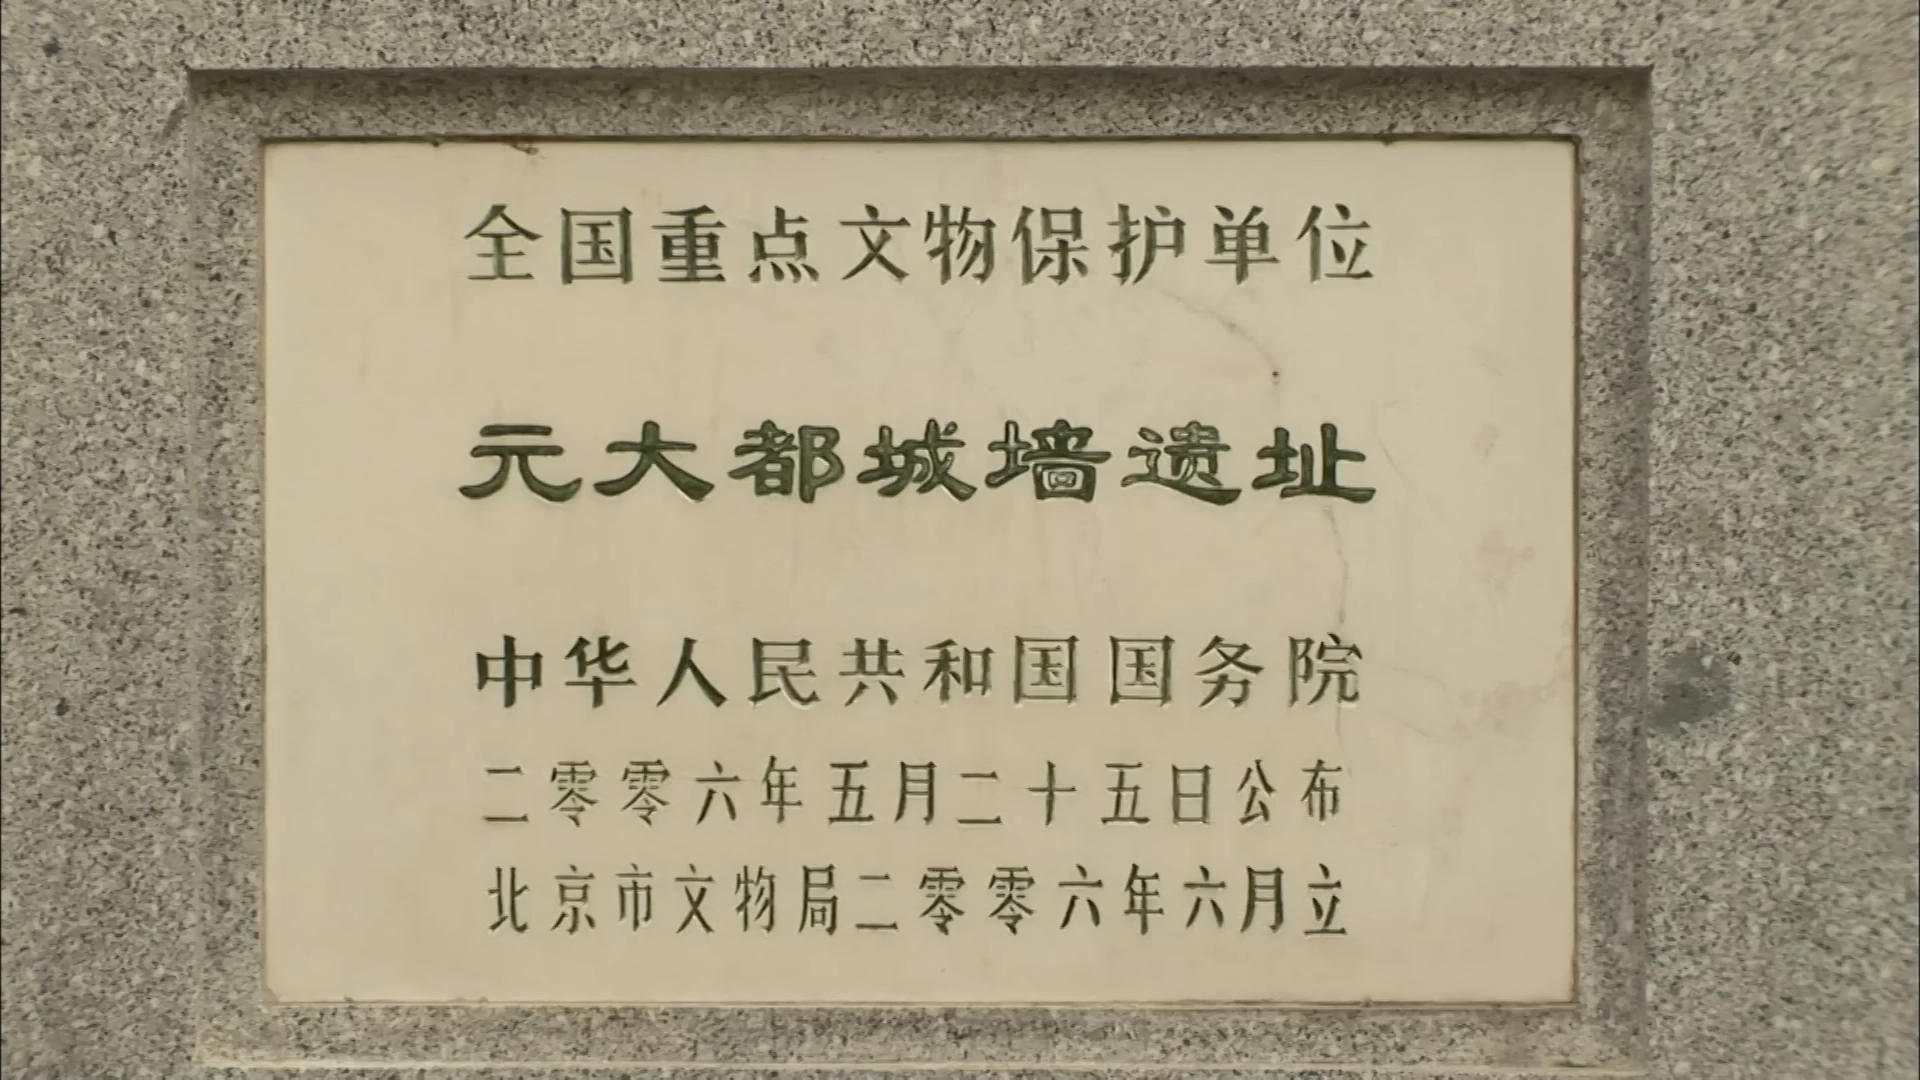 全国重点文物保护单位
元大都城墙遗址
中华人民共和国国务院
二零零六年五月二十五日公布
北京市文物局二零零六年六月立